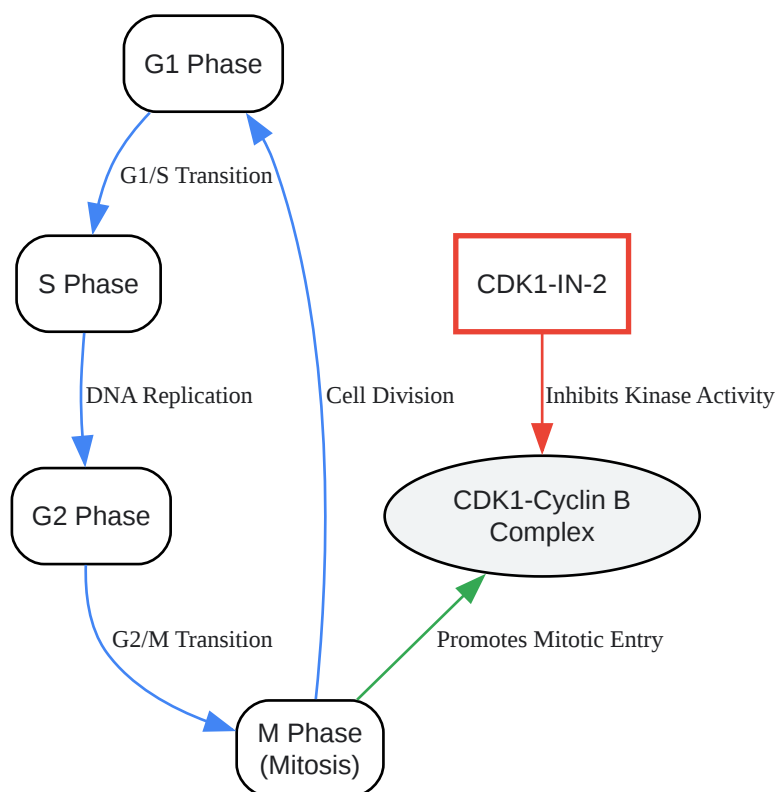 G1 Phase
G1/S Transition
S Phase
CDK1-IN-2
DNA Replication
Cell Division
Inhibits Kinase Activity
G2 Phase
CDK1-Cyclin B
Complex
G2/M Transition
Promotes Mitotic Entry
M Phase
(Mitosis)